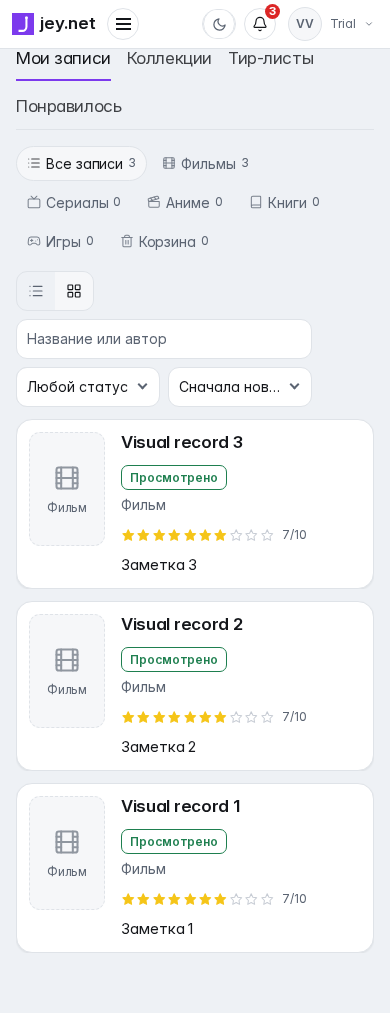 jey.net
3
VV
Trial
Мои записи Коллекции Тир-листы
Понравилось
Все записи 3 Фильмы 3
Сериалы 0 Аниме 0 Книги 0
Игры 0 Корзина 0
Название или автор
Любой статус Сначала нов...
Visual record 3
Просмотрено
Фильм
Фильм
7/10
Заметка 3
Visual record 2
Просмотрено
Фильм
Фильм
7/10
Заметка 2
Visual record 1
Просмотрено
Фильм
Фильм
7/10
Заметка 1